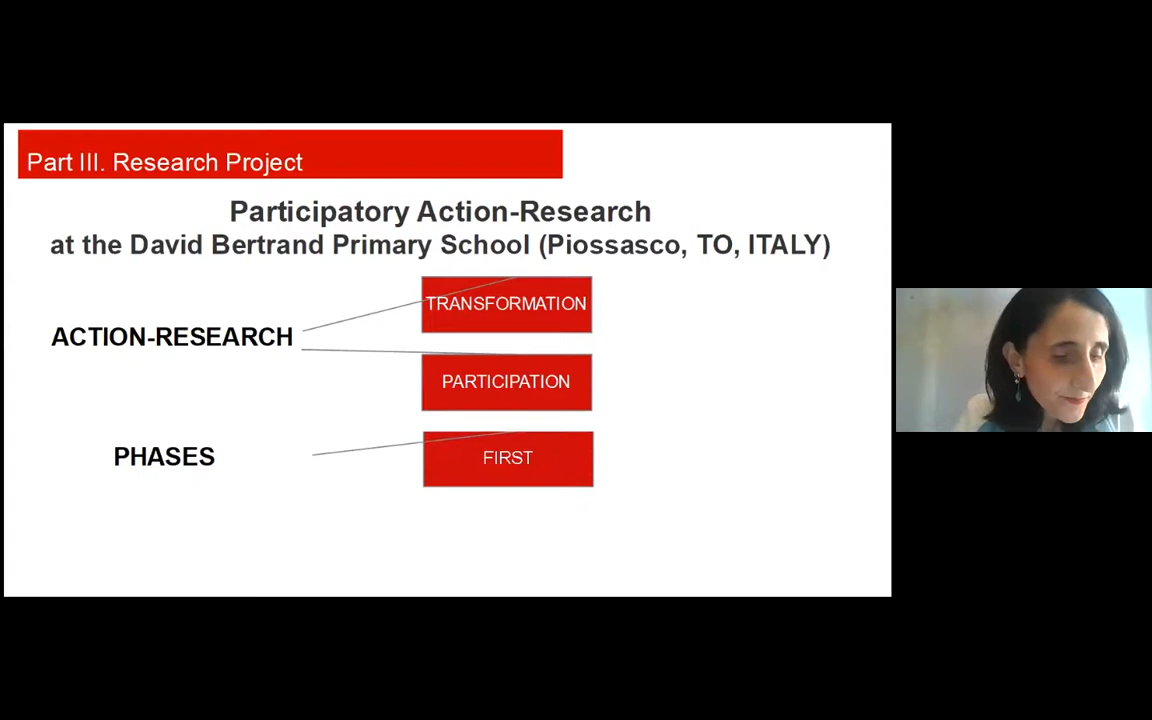 Part III. Research Project
Participatory Action-Research
at the David Bertrand Primary School (Piossasco, TO, ITALY)
TRANSFORMATION
ACTION-RESEARCH
PARTICIPATION
PHASES
FIRST